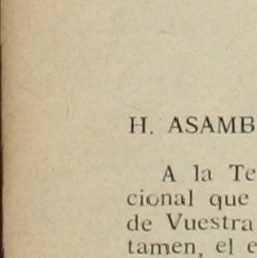 H. ASAMB
A la Te
cional que
de Vuestra
tamen, el e